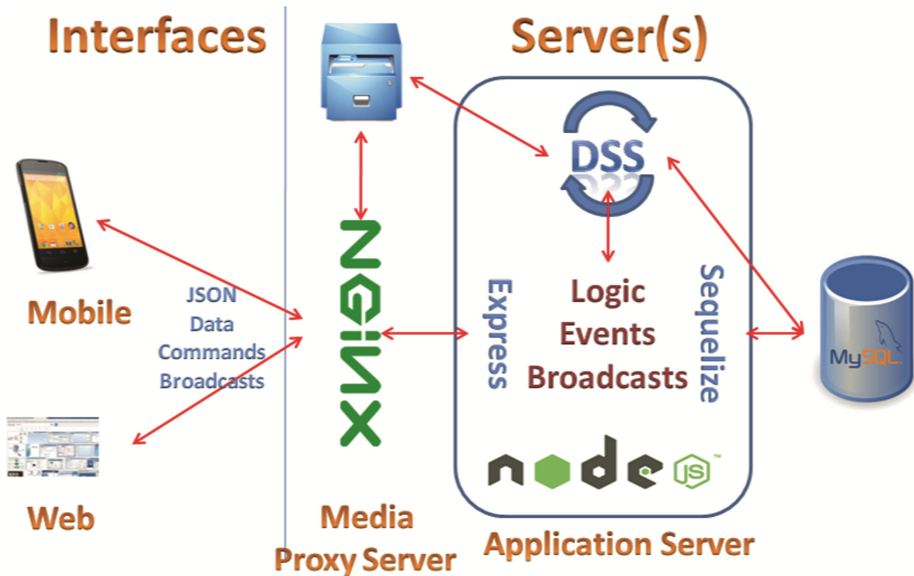 Interfaces
Server(s)
DSS
Mobile
JSON
Data
Commands
Broadcasts
NGiNX
Express
Logic
Events
Broadcasts
Sequelize
MySQL
Web
node
JS
™
Media
Proxy Server
Application Server